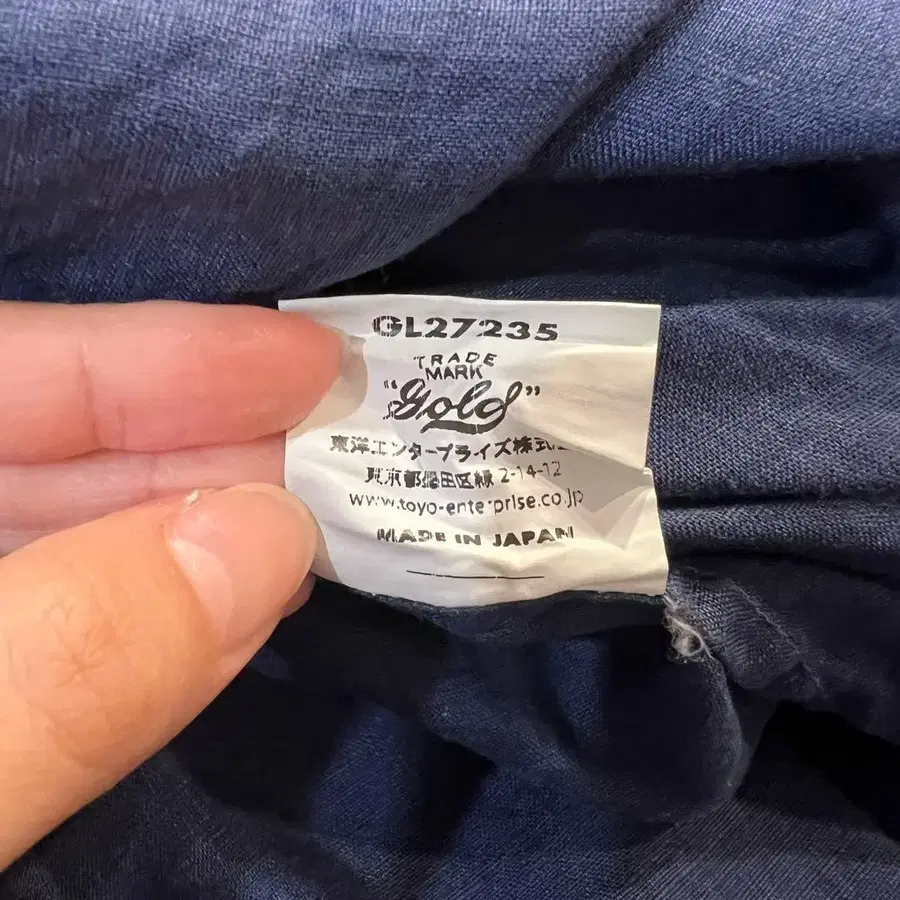 GL27235
TRADE
MARK
"Gold"
東洋エンタープライズ株式
東京都墨田区緑 2-14-12
www.toyo-enterprise.co.jp
MADE IN JAPAN